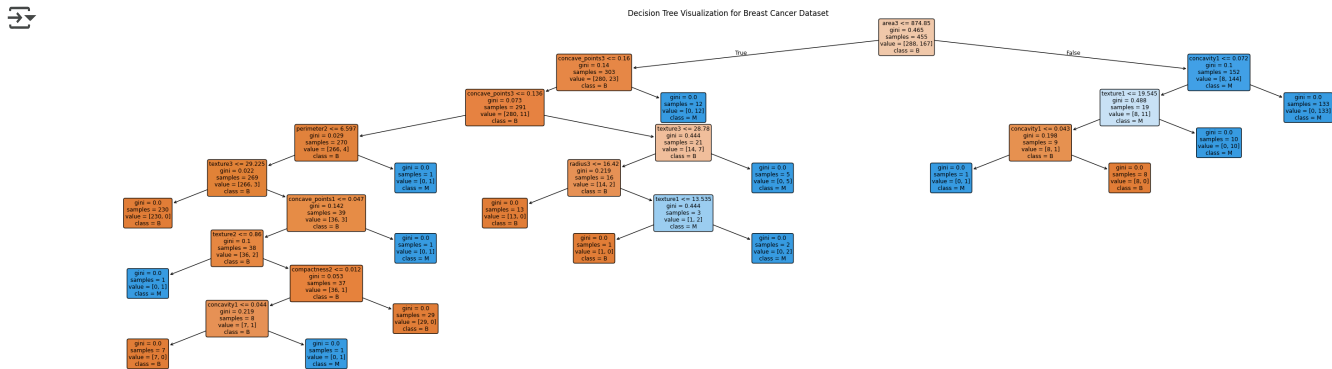 Decision Tree Visualization for Breast Cancer Dataset
area3 <= 874.85
gini = 0.465
samples = 455
value = [288, 167]
class = B
True
False
concave_points3 <= 0.16
gini = 0.14
samples = 303
value = [280, 23]
class = B
concavity1 <= 0.072
gini = 0.1
samples = 152
value = [8, 144]
class = M
concave_points3 <= 0.136
gini = 0.073
samples = 291
value = [280, 11]
class = B
gini = 0.0
samples = 12
value = [0, 12]
class = M
texture1 <= 19.545
gini = 0.488
samples = 19
value = [8, 11]
class = M
gini = 0.0
samples = 133
value = [0, 133]
class = M
perimeter2 <= 6.597
gini = 0.029
samples = 270
value = [266, 4]
class = B
texture3 <= 28.78
gini = 0.444
samples = 21
value = [14, 7]
class = B
concavity1 <= 0.043
gini = 0.198
samples = 9
value = [8, 1]
class = B
gini = 0.0
samples = 10
value = [0, 10]
class = M
texture3 <= 29.225
gini = 0.022
samples = 269
value = [266, 3]
class = B
gini = 0.0
samples = 1
value = [0, 1]
class = M
radius3 <= 16.42
gini = 0.219
samples = 16
value = [14, 2]
class = B
gini = 0.0
samples = 5
value = [0, 5]
class = M
gini = 0.0
samples = 1
value = [0, 1]
class = M
gini = 0.0
samples = 8
value = [8, 0]
class = B
gini = 0.0
samples = 230
value = [230, 0]
class = B
concave_points1 <= 0.047
gini = 0.142
samples = 39
value = [36, 3]
class = B
gini = 0.0
samples = 13
value = [13, 0]
class = B
texture1 <= 13.535
gini = 0.444
samples = 3
value = [1, 2]
class = M
texture2 <= 0.86
gini = 0.1
samples = 38
value = [36, 2]
class = B
gini = 0.0
samples = 1
value = [0, 1]
class = M
gini = 0.0
samples = 1
value = [1, 0]
class = B
gini = 0.0
samples = 2
value = [0, 2]
class = M
gini = 0.0
samples = 1
value = [0, 1]
class = M
compactness2 <= 0.012
gini = 0.053
samples = 37
value = [36, 1]
class = B
concavity1 <= 0.044
gini = 0.219
samples = 8
value = [7, 1]
class = B
gini = 0.0
samples = 29
value = [29, 0]
class = B
gini = 0.0
samples = 7
value = [7, 0]
class = B
gini = 0.0
samples = 1
value = [0, 1]
class = M